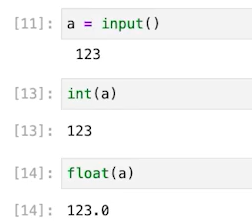 [11]: a = input()
123
[13]: int(a)
[13]: 123
[14]: float(a)
[14]: 123.0